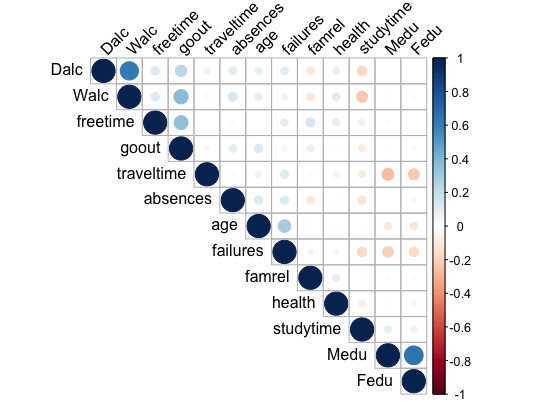 Dalc Walc freetime goout traveltime absences age failures famrel health studytime Medu Fedu
Dalc
Walc
freetime
goout
traveltime
absences
age
failures
famrel
health
studytime
Medu
Fedu
1
0.8
0.6
0.4
0.2
0
-0.2
-0.4
-0.6
-0.8
-1